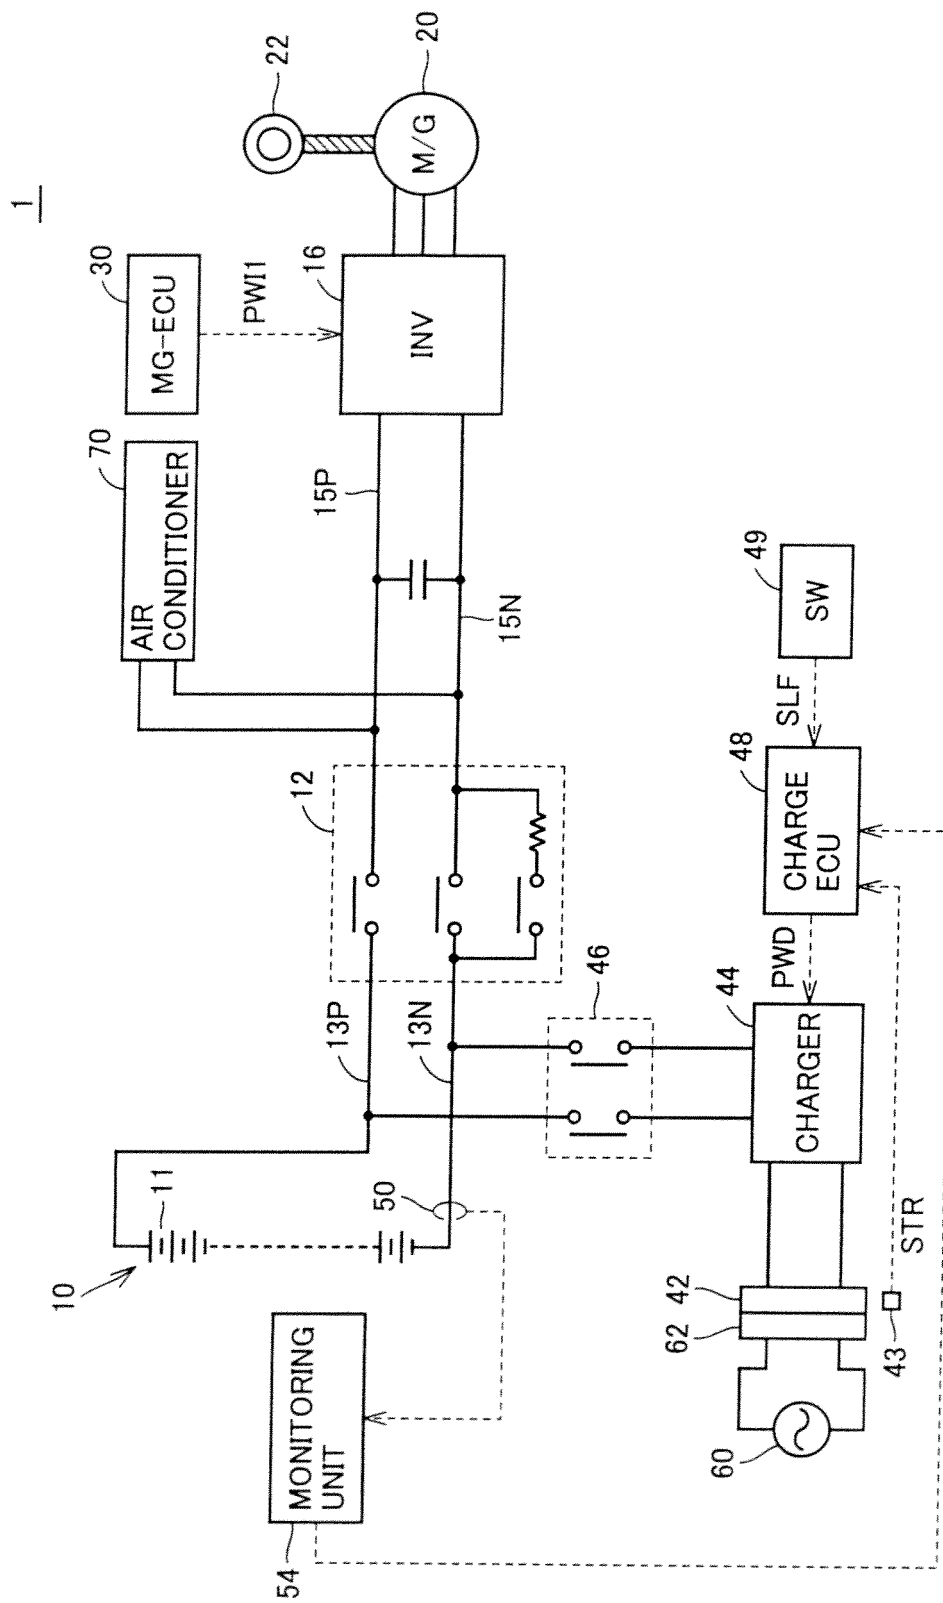 1
22
20
M/G
30
MG-ECU
PWI1
16
INV
70
AIR
CONDITIONER
15P
15N
12
13P
13N
46
49
SW
SLF
48
CHARGE
ECU
PWD
44
CHARGER
10
11
50
MONITORING
UNIT
54
42
62
43
STR
60